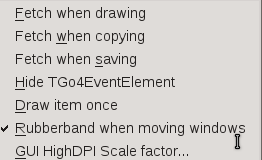 Fetch when drawing
Fetch when copying
Fetch when saving
Hide TGo4EventElement
Draw item once
Rubberband when moving windows
GUI HighDPI Scale factor...